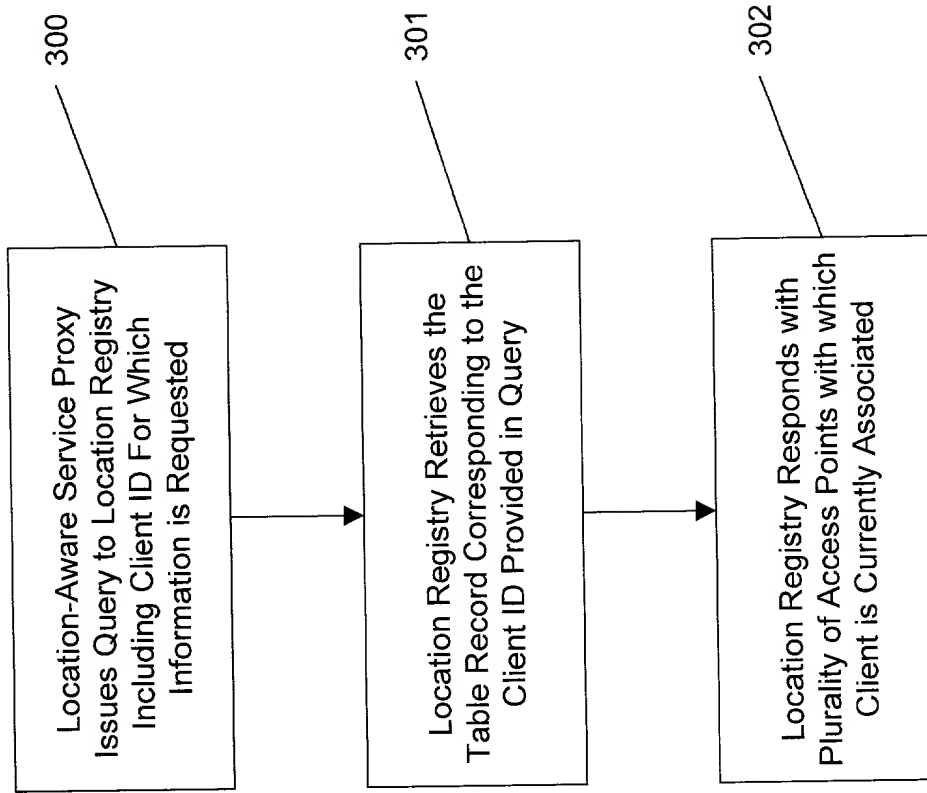 300
Location-Aware Service Proxy
Issues Query to Location Registry
Including Client ID For Which
Information is Requested
301
Location Registry Retrieves the
Table Record Corresponding to the
Client ID Provided in Query
302
Location Registry Responds with
Plurality of Access Points with which
Client is Currently Associated